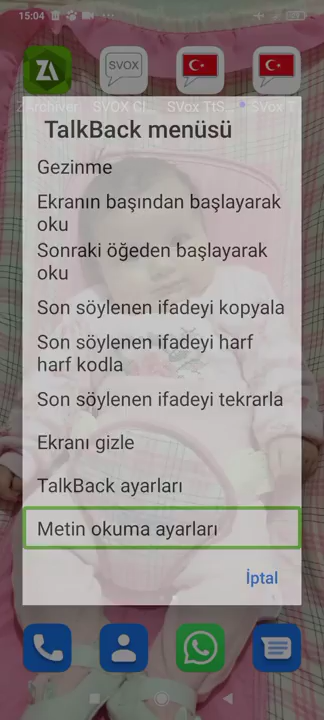 15:04
ZArchiver
SVOX
SVOX Cl...
SVox TtS...
SVox T
TalkBack menüsü
Gezinme
Ekranın başından başlayarak
oku
Sonraki öğeden başlayarak
oku
Son söylenen ifadeyi kopyala
Son söylenen ifadeyi harf
harf kodla
Son söylenen ifadeyi tekrarla
Ekranı gizle
TalkBack ayarları
Metin okuma ayarları
İptal